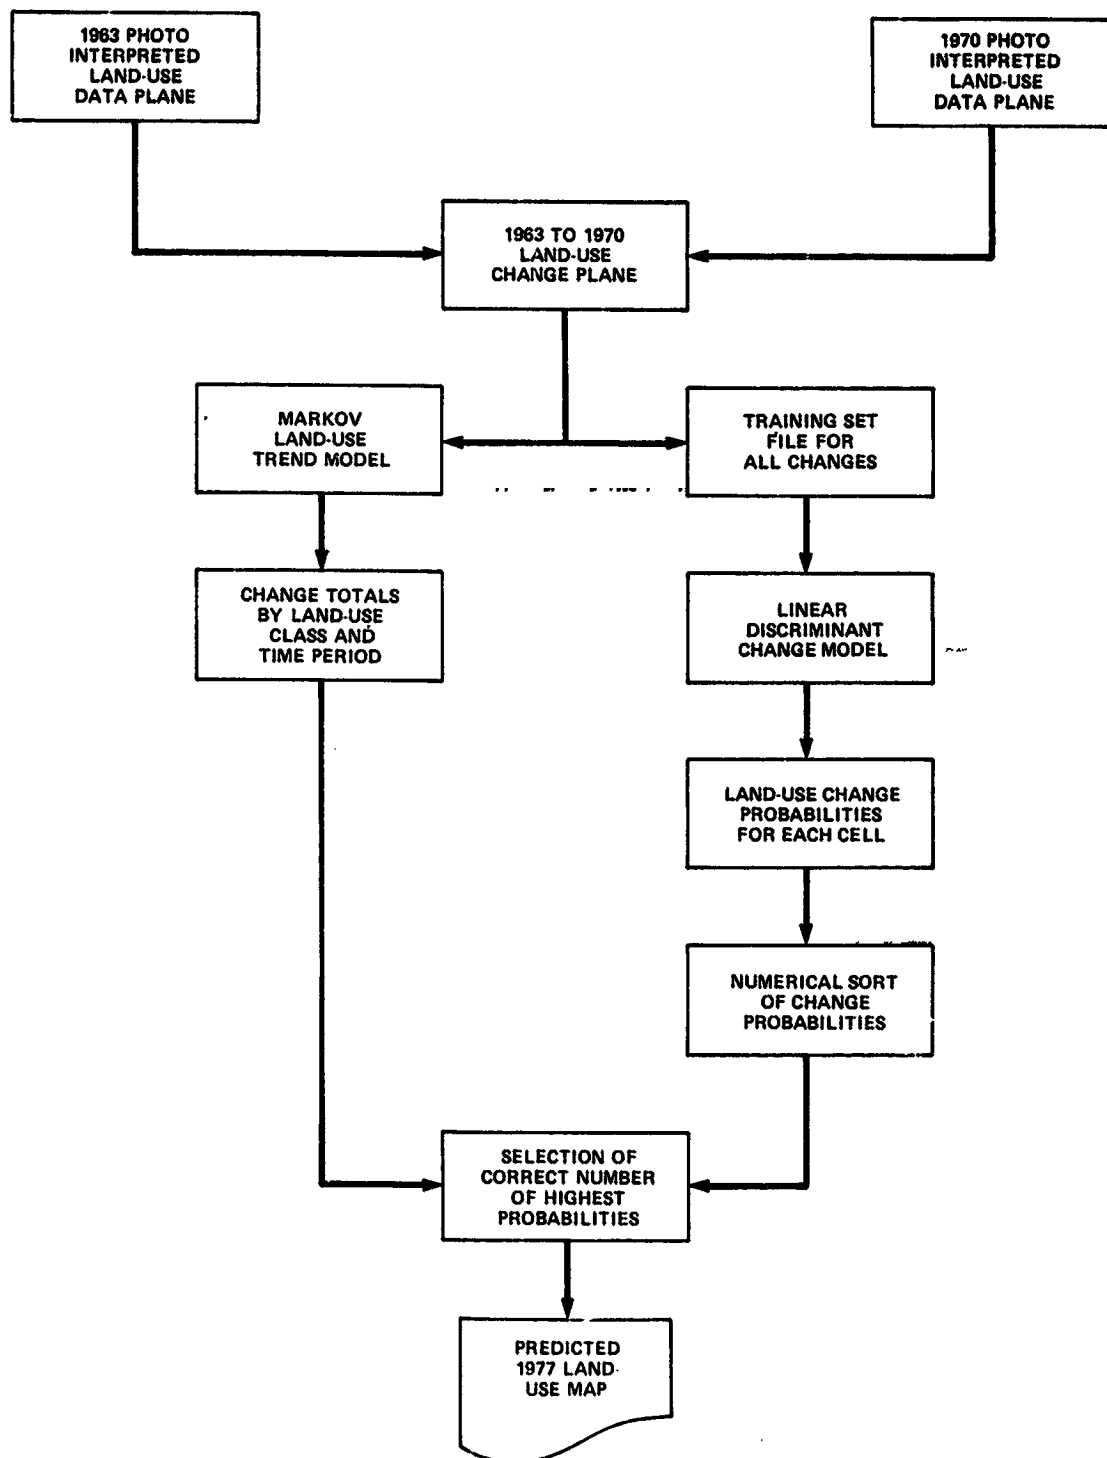 1963 PHOTO
INTERPRETED
LAND-USE
DATA PLANE
1970 PHOTO
INTERPRETED
LAND-USE
DATA PLANE
1963 TO 1970
LAND-USE
CHANGE PLANE
MARKOV
LAND-USE
TREND MODEL
TRAINING SET
FILE FOR
ALL CHANGES
CHANGE TOTALS
BY LAND-USE
CLASS AND
TIME PERIOD
LINEAR
DISCRIMINANT
CHANGE MODEL
LAND-USE CHANGE
PROBABILITIES
FOR EACH CELL
NUMERICAL SORT
OF CHANGE
PROBABILITIES
SELECTION OF
CORRECT NUMBER
OF HIGHEST
PROBABILITIES
PREDICTED
1977 LAND-
USE MAP